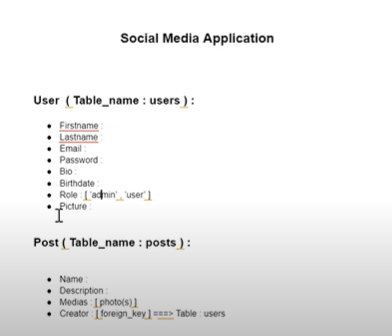 Social Media Application
User ( Table_name : users ) :
Firstname :
Lastname :
Email :
Password :
Bio :
Birthdate :
Role : [ 'admin' , 'user' ]
Picture :
Post ( Table_name : posts ) :
Name :
Description :
Medias : [ photo(s) ]
Creator : [ foreign_key ] ===> Table : users